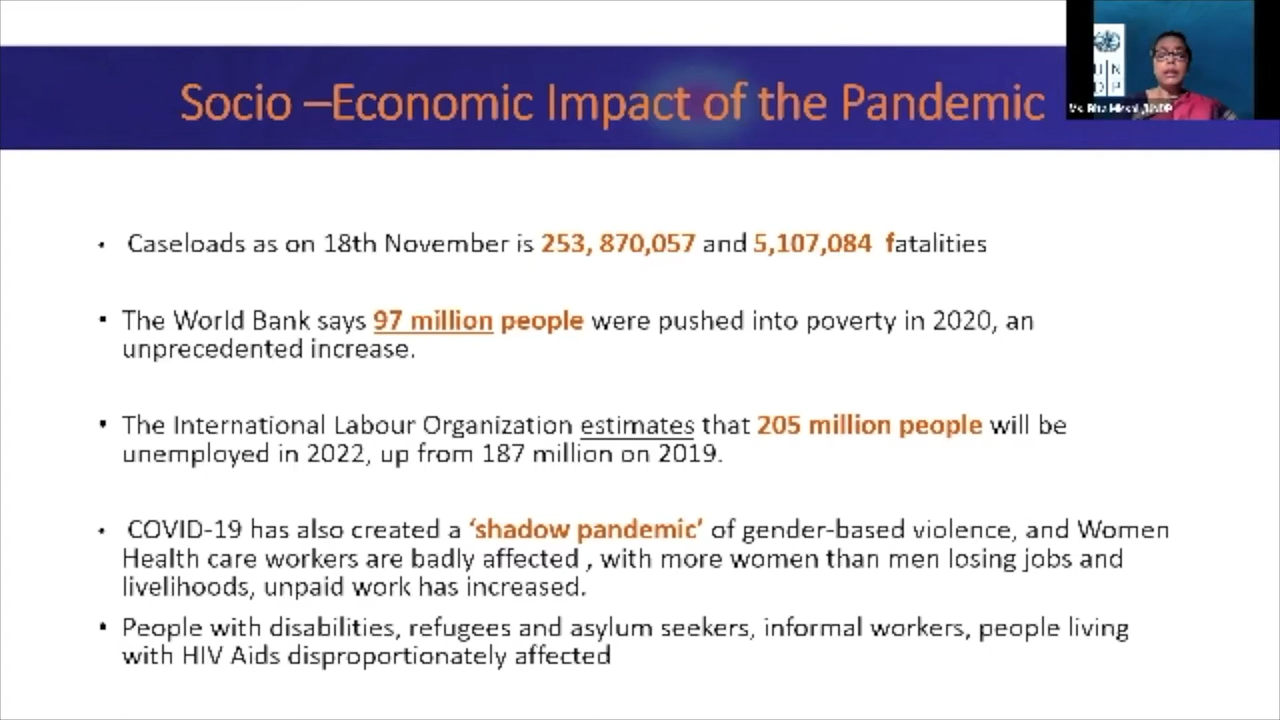 Socio –Economic Impact of the Pandemic
UN
DP
Caseloads as on 18th November is 253, 870,057 and 5,107,084 fatalities
The World Bank says 97 million people were pushed into poverty in 2020, an
unprecedented increase.
The International Labour Organization estimates that 205 million people will be
unemployed in 2022, up from 187 million on 2019.
COVID-19 has also created a ‘shadow pandemic’ of gender-based violence, and Women
Health care workers are badly affected , with more women than men losing jobs and
livelihoods, unpaid work has increased.
People with disabilities, refugees and asylum seekers, informal workers, people living
with HIV Aids disproportionately affected